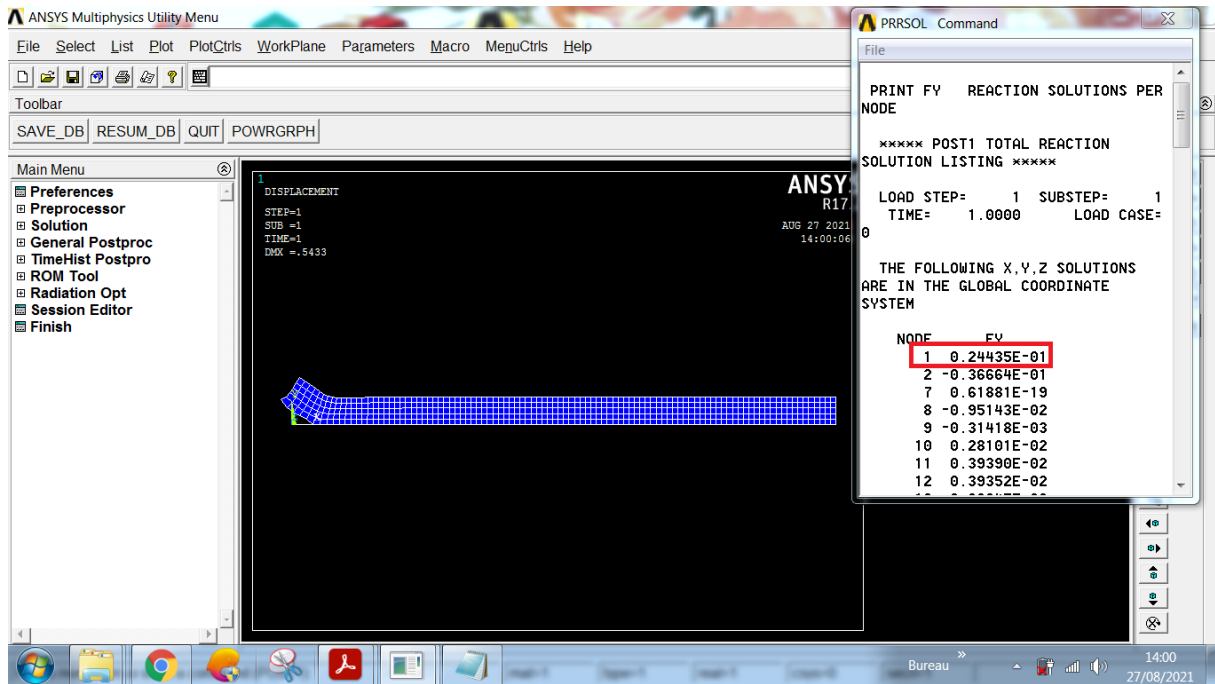 ANSYS Multiphysics Utility Menu
File Select List Plot PlotCtrls WorkPlane Parameters Macro MenuCtrls Help
Toolbar
SAVE_DB RESUM_DB QUIT POWRGRPH
Main Menu
Preferences
Preprocessor
Solution
General Postproc
TimeHist Postpro
ROM Tool
Radiation Opt
Session Editor
Finish
1
DISPLACEMENT
STEP=1
SUB =1
TIME=1
DMX =.5433
ANSY
R17
AUG 27 2021
14:00:06
PRRSOL Command
File
PRINT FY REACTION SOLUTIONS PER
NODE
***** POST1 TOTAL REACTION
SOLUTION LISTING *****
LOAD STEP= 1 SUBSTEP= 1
TIME= 1.0000 LOAD CASE=
0
THE FOLLOWING X,Y,Z SOLUTIONS
ARE IN THE GLOBAL COORDINATE
SYSTEM
NODE FY
1 0.24435E-01
2 -0.36664E-01
7 0.61881E-19
8 -0.95143E-02
9 -0.31418E-03
10 0.28101E-02
11 0.39390E-02
12 0.39352E-02
Bureau
14:00
27/08/2021